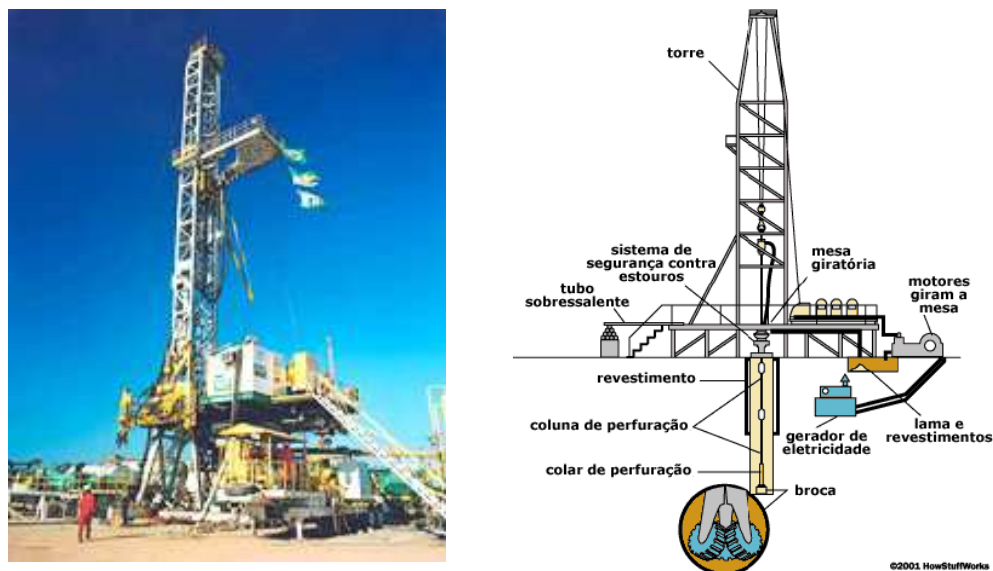 torre
sistema de
segurança contra
estouros
mesa
giratória
tubo
sobressalente
motores
giram a
mesa
revestimento
coluna de perfuração
lama e
revestimentos
gerador de
eletricidade
colar de perfuração
broca
©2001 HowStuffWorks